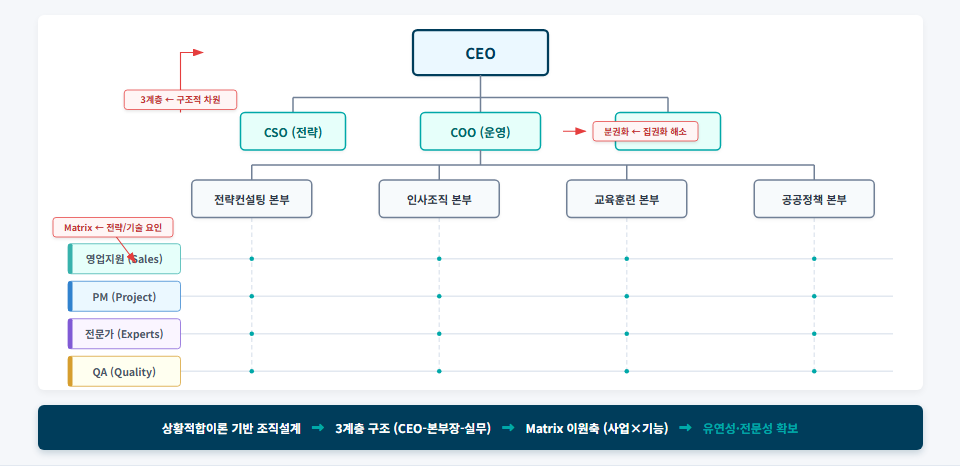 CEO
3계층 ← 구조적 차원
CSO (전략)
COO (운영)
분권화 ← 집권화 해소
전략컨설팅 본부
인사조직 본부
교육훈련 본부
공공정책 본부
Matrix ← 전략/기술 요인
영업지원 (Sales)
PM (Project)
전문가 (Experts)
QA (Quality)
상황적합이론 기반 조직설계 → 3계층 구조 (CEO-본부장-실무) → Matrix 이원축 (사업×기능) → 유연성·전문성 확보